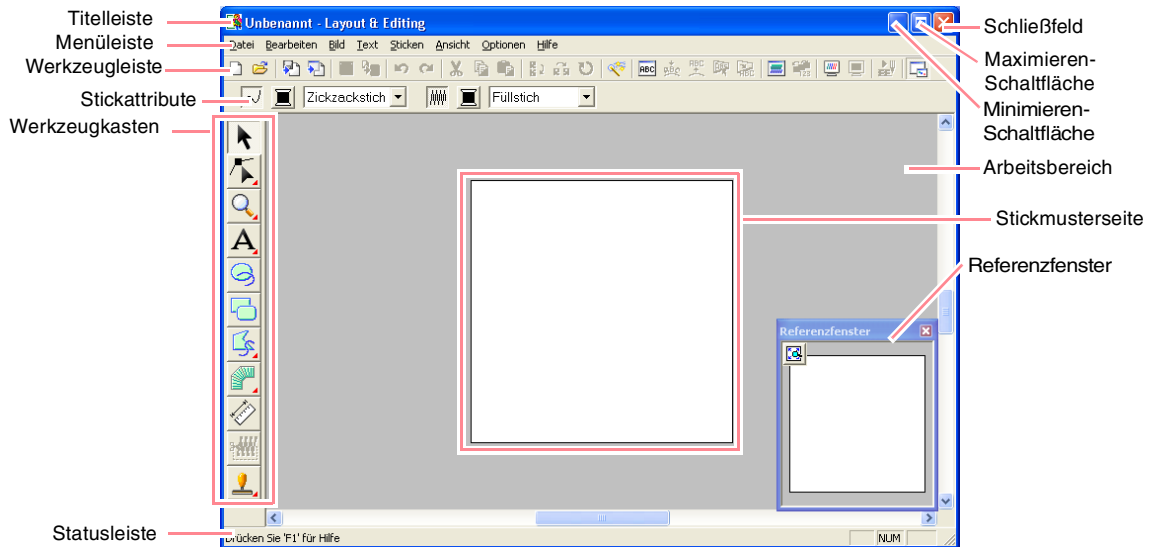 Titelleiste
Menüleiste
Werkzeugleiste
Stickattribute
Werkzeugkasten
Statusleiste
Unbenannt - Layout & Editing
Datei Bearbeiten Bild Text Sticken Ansicht Optionen Hilfe
ABC
Zickzackstich
Füllstich
A
Referenzfenster
Drücken Sie 'F1' für Hilfe
NUM
Schließfeld
Maximieren-
Schaltfläche
Minimieren-
Schaltfläche
Arbeitsbereich
Stickmusterseite
Referenzfenster